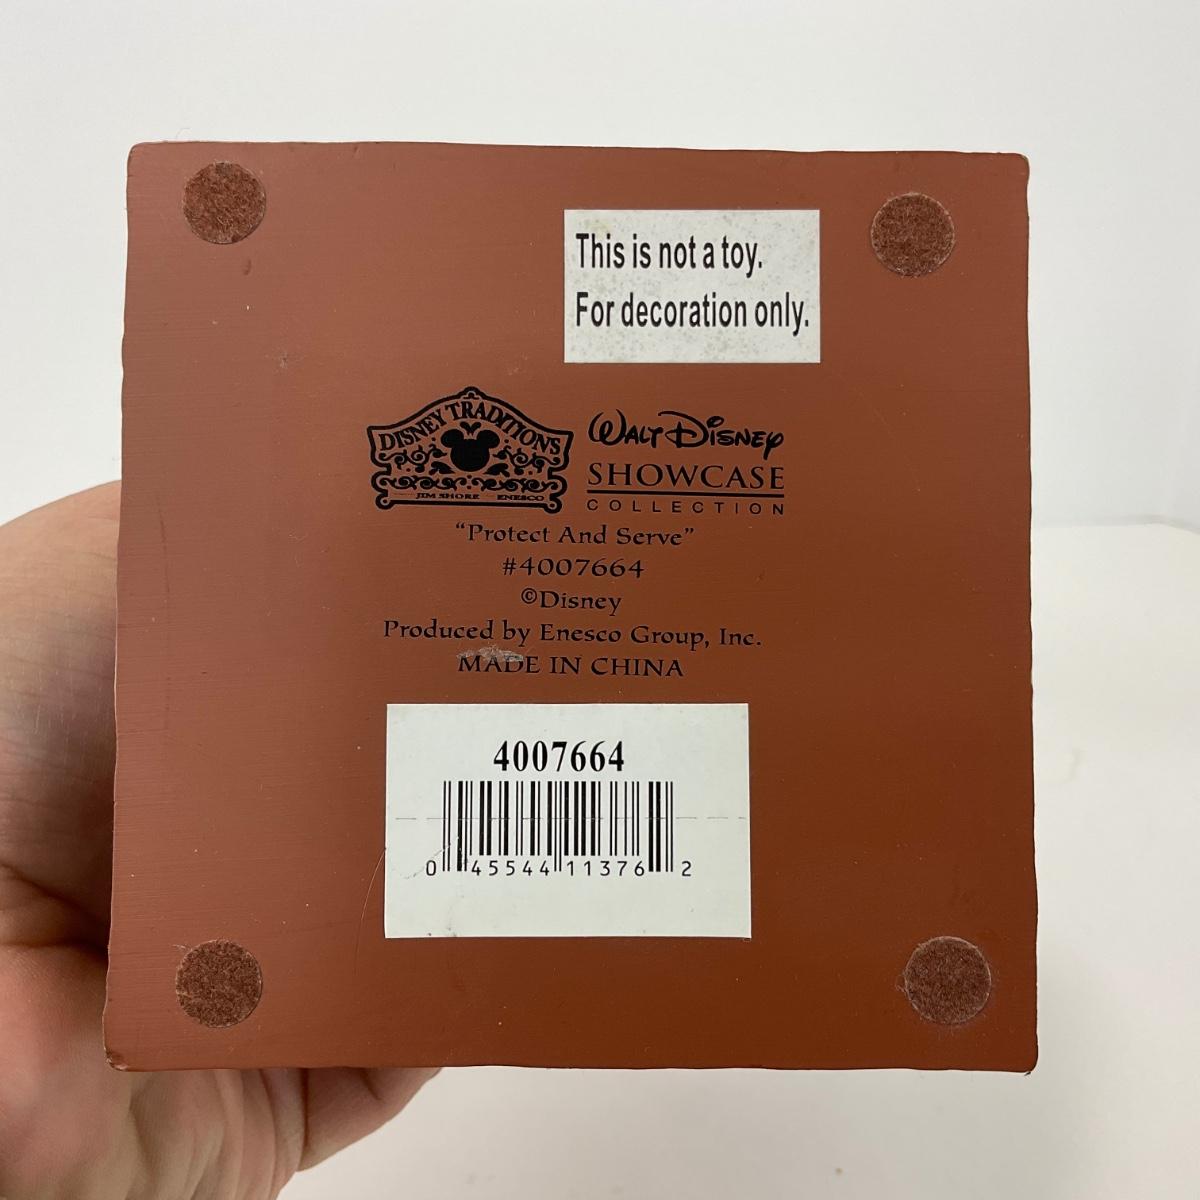 This is not a toy.
For decoration only.
DISNEY TRADITIONS
JIM SHORE ENESCO
WALT DISNEY
SHOWCASE
COLLECTION
“Protect And Serve”
#4007664
©Disney
Produced by Enesco Group, Inc.
MADE IN CHINA
4007664
0 45544 11376 2